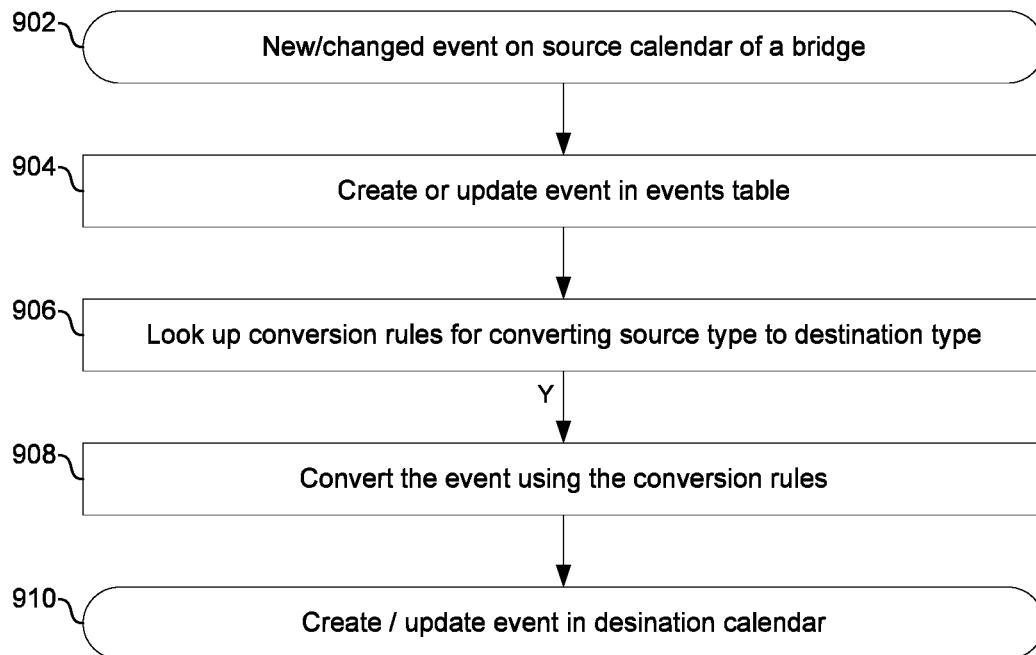 902
New/changed event on source calendar of a bridge
904
Create or update event in events table
906
Look up conversion rules for converting source type to destination type
Y
908
Convert the event using the conversion rules
910
Create / update event in desination calendar